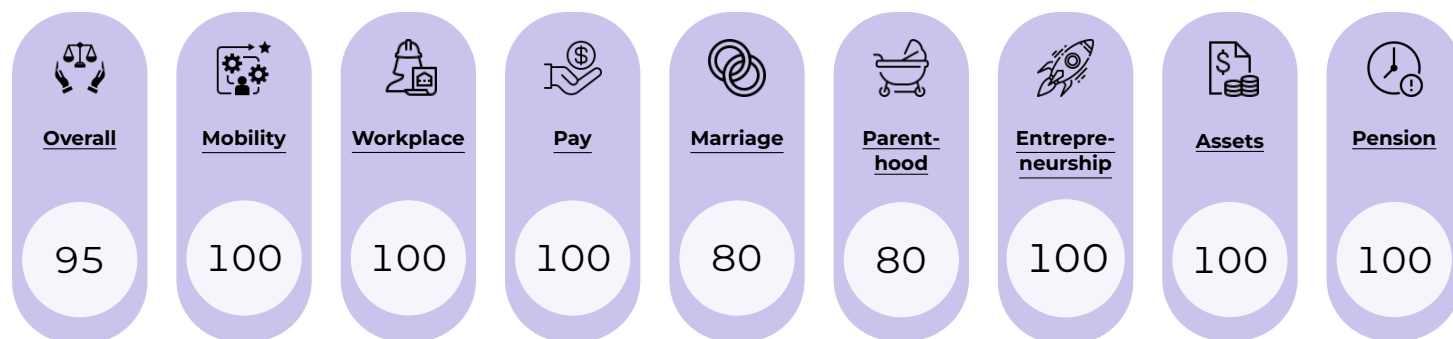 Overall
95
Mobility
100
Workplace
100
Pay
$
100
Marriage
80
Parent-
hood
80
Entrepre-
neurship
100
Assets
$
100
Pension
!
100